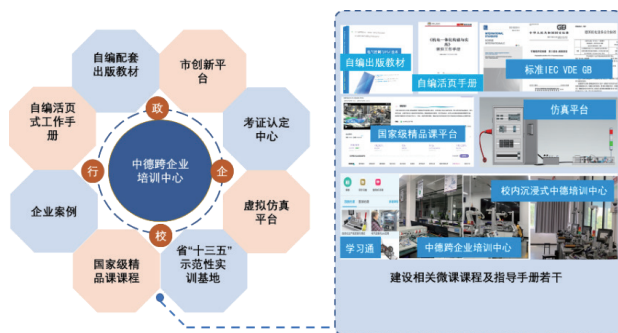 自编配套
出版教材
市创新平
台
自编活页
式工作手
册
考证认定
中心
政
行
企
校
中德跨企业
培训中心
企业案例
虚拟仿真
平台
国家级精
品课课程
省“十三五”
示范性实
训基地
自编出版教材
自编活页手册
标准IEC VDE GB
国家级精品课平台
仿真平台
校内沉浸式中德培训中心
学习通
中德跨企业培训中心
建设相关微课课程及指导手册若干